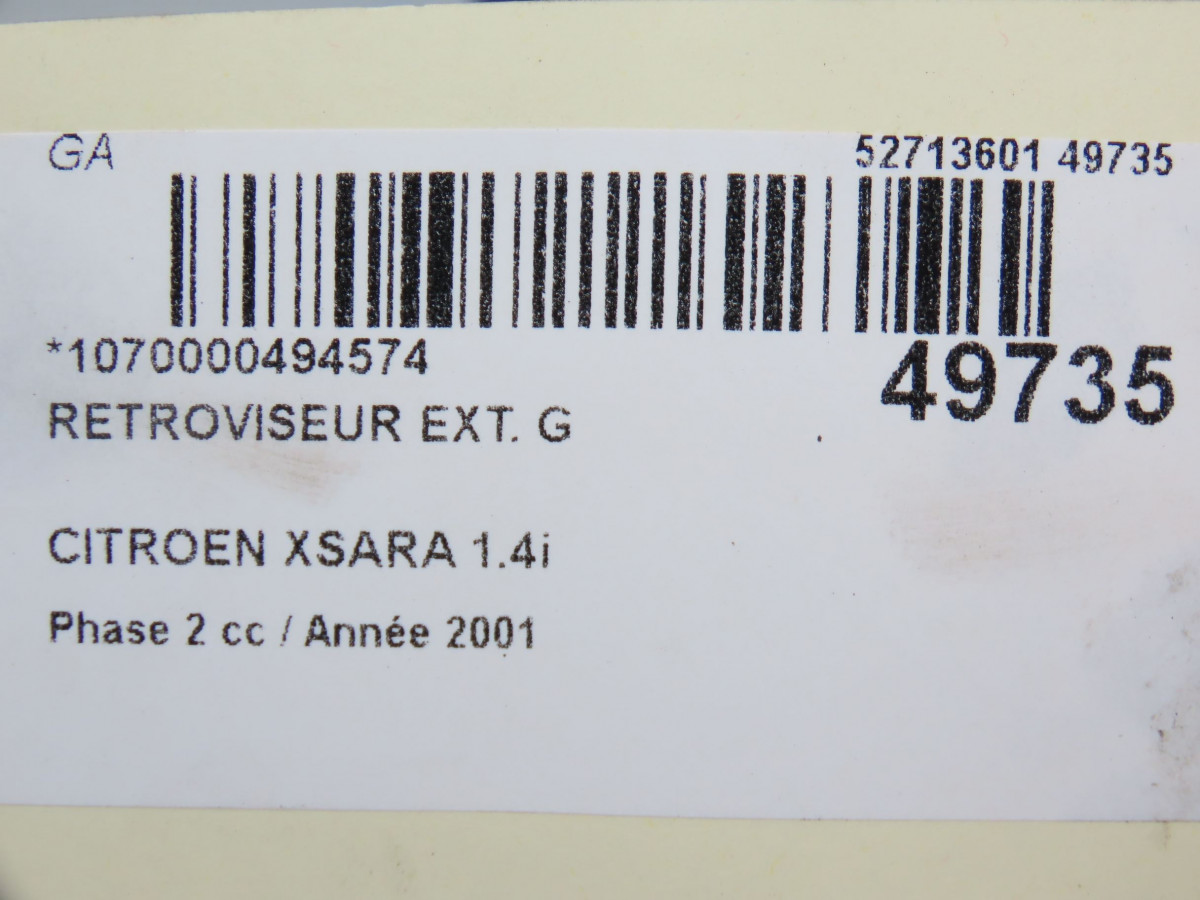 GA
52713601 49735
*1070000494574
49735
RETROVISEUR EXT. G
CITROEN XSARA 1.4i
Phase 2 cc / Année 2001